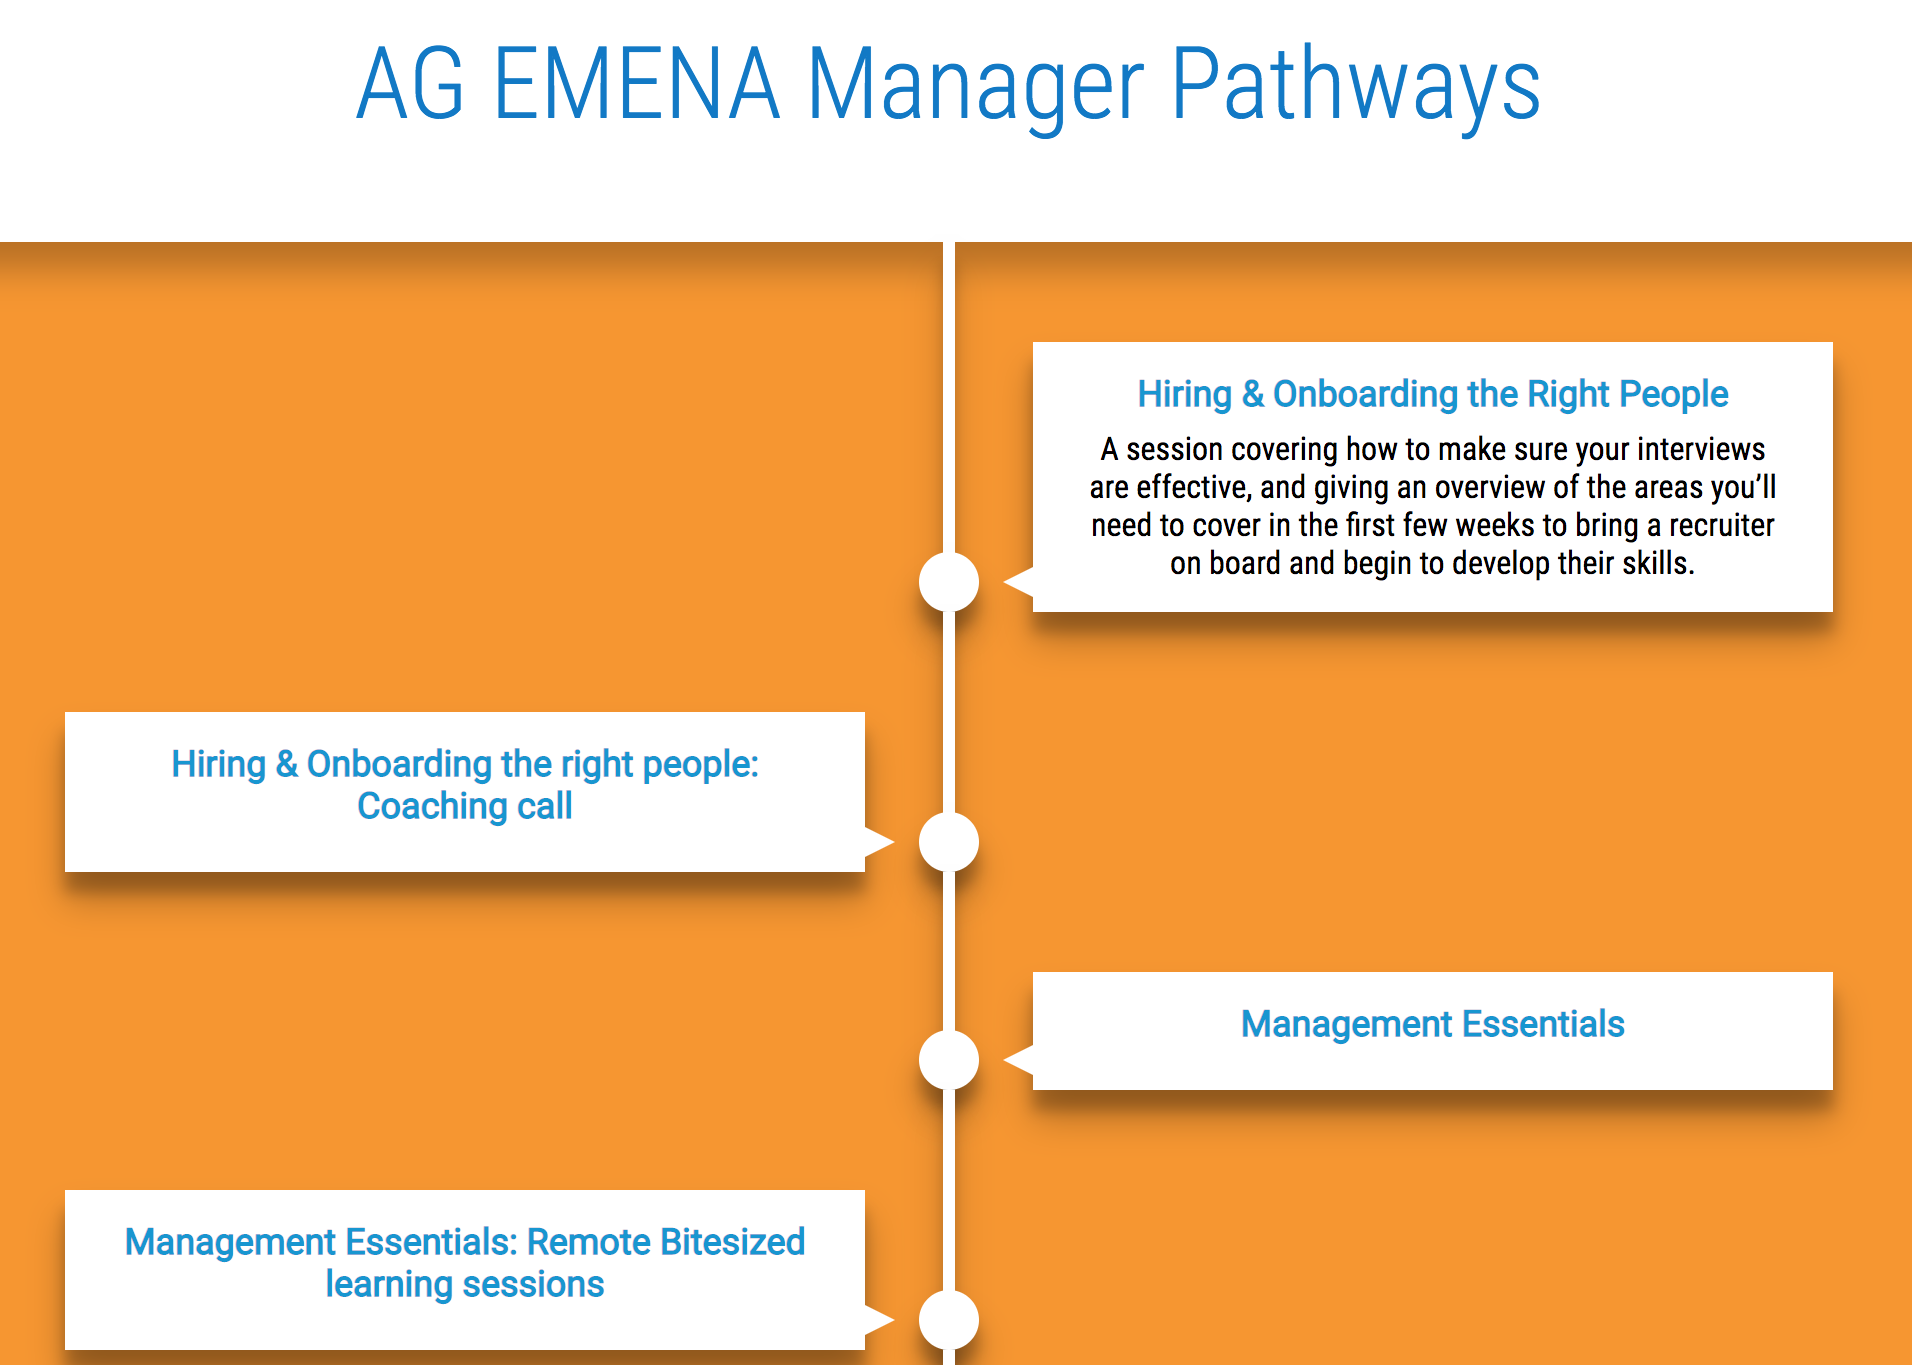 AG EMENA Manager Pathways
Hiring & Onboarding the Right People
A session covering how to make sure your interviews
are effective, and giving an overview of the areas you’ll
need to cover in the first few weeks to bring a recruiter
on board and begin to develop their skills.
Hiring & Onboarding the right people:
Coaching call
Management Essentials
Management Essentials: Remote Bitesized
learning sessions